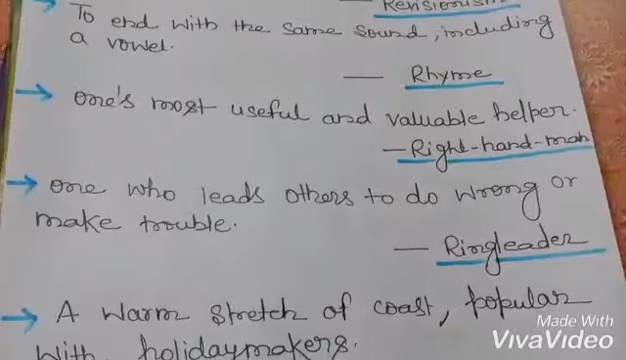 Revisionism
→ To end with the same sound, including
a vowel.
— Rhyme
→ one's most useful and valuable helper.
— Right-hand-man
→ one who leads others to do wrong or
make trouble.
— Ringleader
→ A warm stretch of coast, popular
with holidaymakers.
Made With
VivaVideo